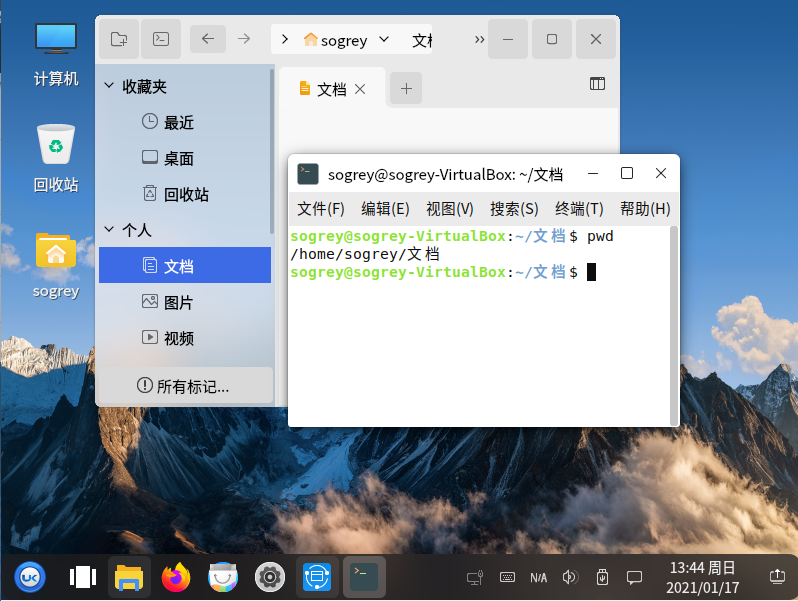 计算机
回收站
sogrey
sogrey
文档
收藏夹
最近
桌面
回收站
个人
文档
图片
视频
所有标记...
文档
sogrey@sogrey-VirtualBox: ~/文档
文件(F) 编辑(E) 视图(V) 搜索(S) 终端(T) 帮助(H)
sogrey@sogrey-VirtualBox:~/文档$ pwd
/home/sogrey/文档
sogrey@sogrey-VirtualBox:~/文档$
UK
N/A
13:44 周日
2021/01/17